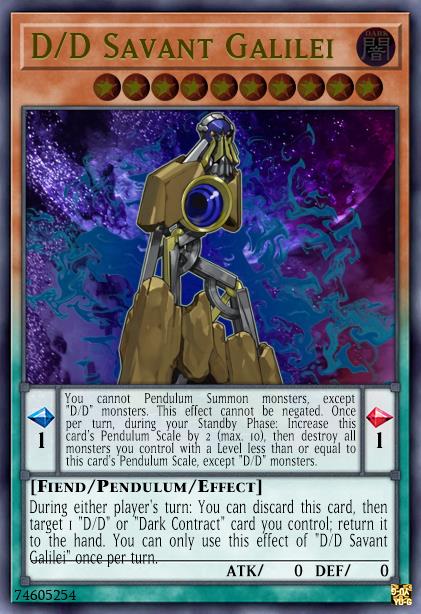 D/D Savant Galilei
DARK
闇
You cannot Pendulum Summon monsters, except
"D/D" monsters. This effect cannot be negated. Once
per turn, during your Standby Phase: Increase this
card's Pendulum Scale by 2 (max. 10), then destroy all
monsters you control with a Level less than or equal to
this card's Pendulum Scale, except "D/D" monsters.
1
1
[Fiend/Pendulum/Effect]
During either player's turn: You can discard this card, then
target 1 "D/D" or "Dark Contract" card you control; return it
to the hand. You can only use this effect of "D/D Savant
Galilei" once per turn.
ATK/ 0 DEF/ 0
74605254